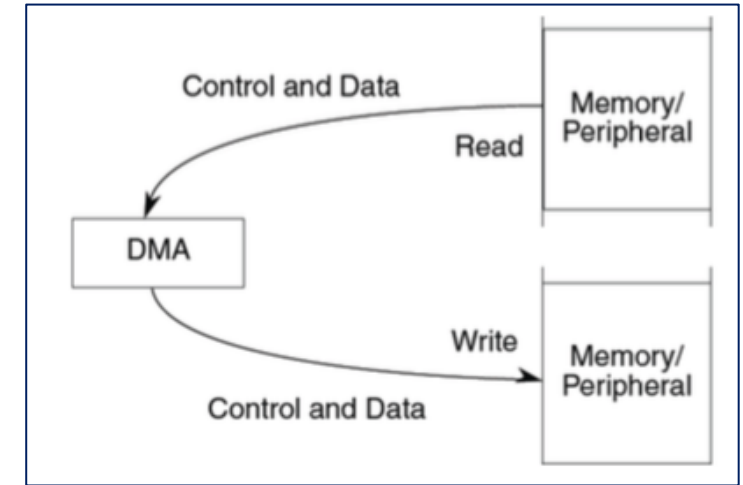 Control and Data
Memory/
Peripheral
Read
DMA
Write
Memory/
Peripheral
Control and Data